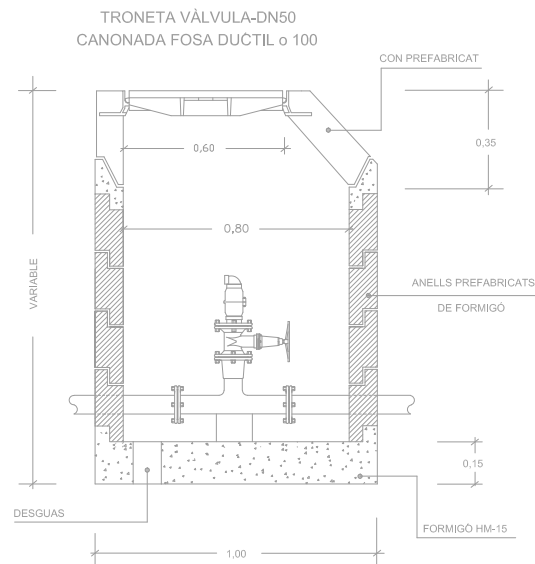 TRONETA VÀLVULA-DN50
CANONADA FOSA DUCTIL o 100
CON PREFABRICAT
0,60
0,35
0,80
VARIABLE
ANELLS PREFABRICATS
DE FORMIGÓ
0,15
DESGUAS
FORMIGÓ HM-15
1,00